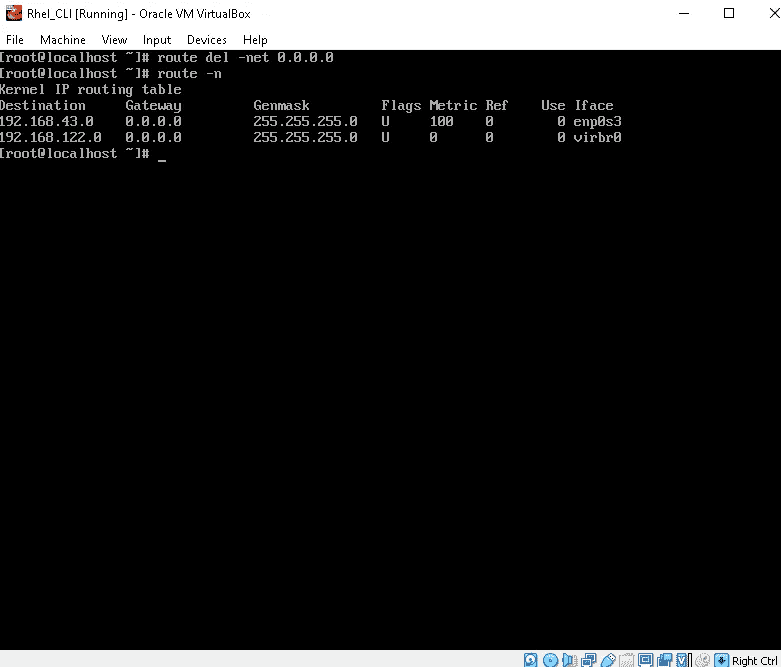 Rhel_CLI [Running] - Oracle VM VirtualBox
File Machine View Input Devices Help
[root@localhost ~]# route del -net 0.0.0.0
[root@localhost ~]# route -n
Kernel IP routing table
Destination Gateway Genmask Flags Metric Ref Use Iface
192.168.43.0 0.0.0.0 255.255.255.0 U 100 0 0 enp0s3
192.168.122.0 0.0.0.0 255.255.255.0 U 0 0 0 virbr0
[root@localhost ~]# _
Right Ctrl